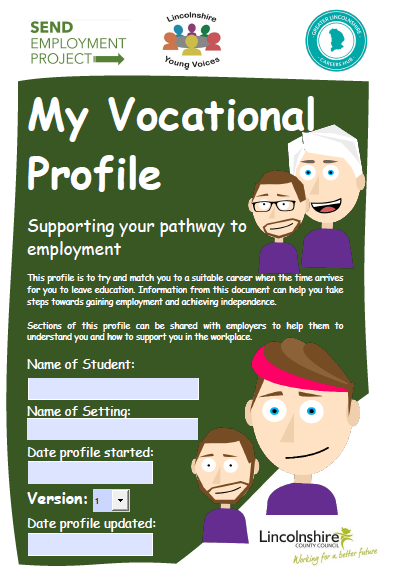 SEND
EMPLOYMENT
PROJECT
Lincolnshire
Young Voices
GREATER LINCOLNSHIRE
CAREERS HUB
My Vocational
Profile
Supporting your pathway to
employment
This profile is to try and match you to a suitable career when the time arrives
for you to leave education. Information from this document can help you take
steps towards gaining employment and achieving independence.
Sections of this profile can be shared with employers to help them to
understand you and how to support you in the workplace.
Name of Student:
Name of Setting:
Date profile started:
Version: 1
Date profile updated:
Lincolnshire
COUNTY COUNCIL
Working for a better future